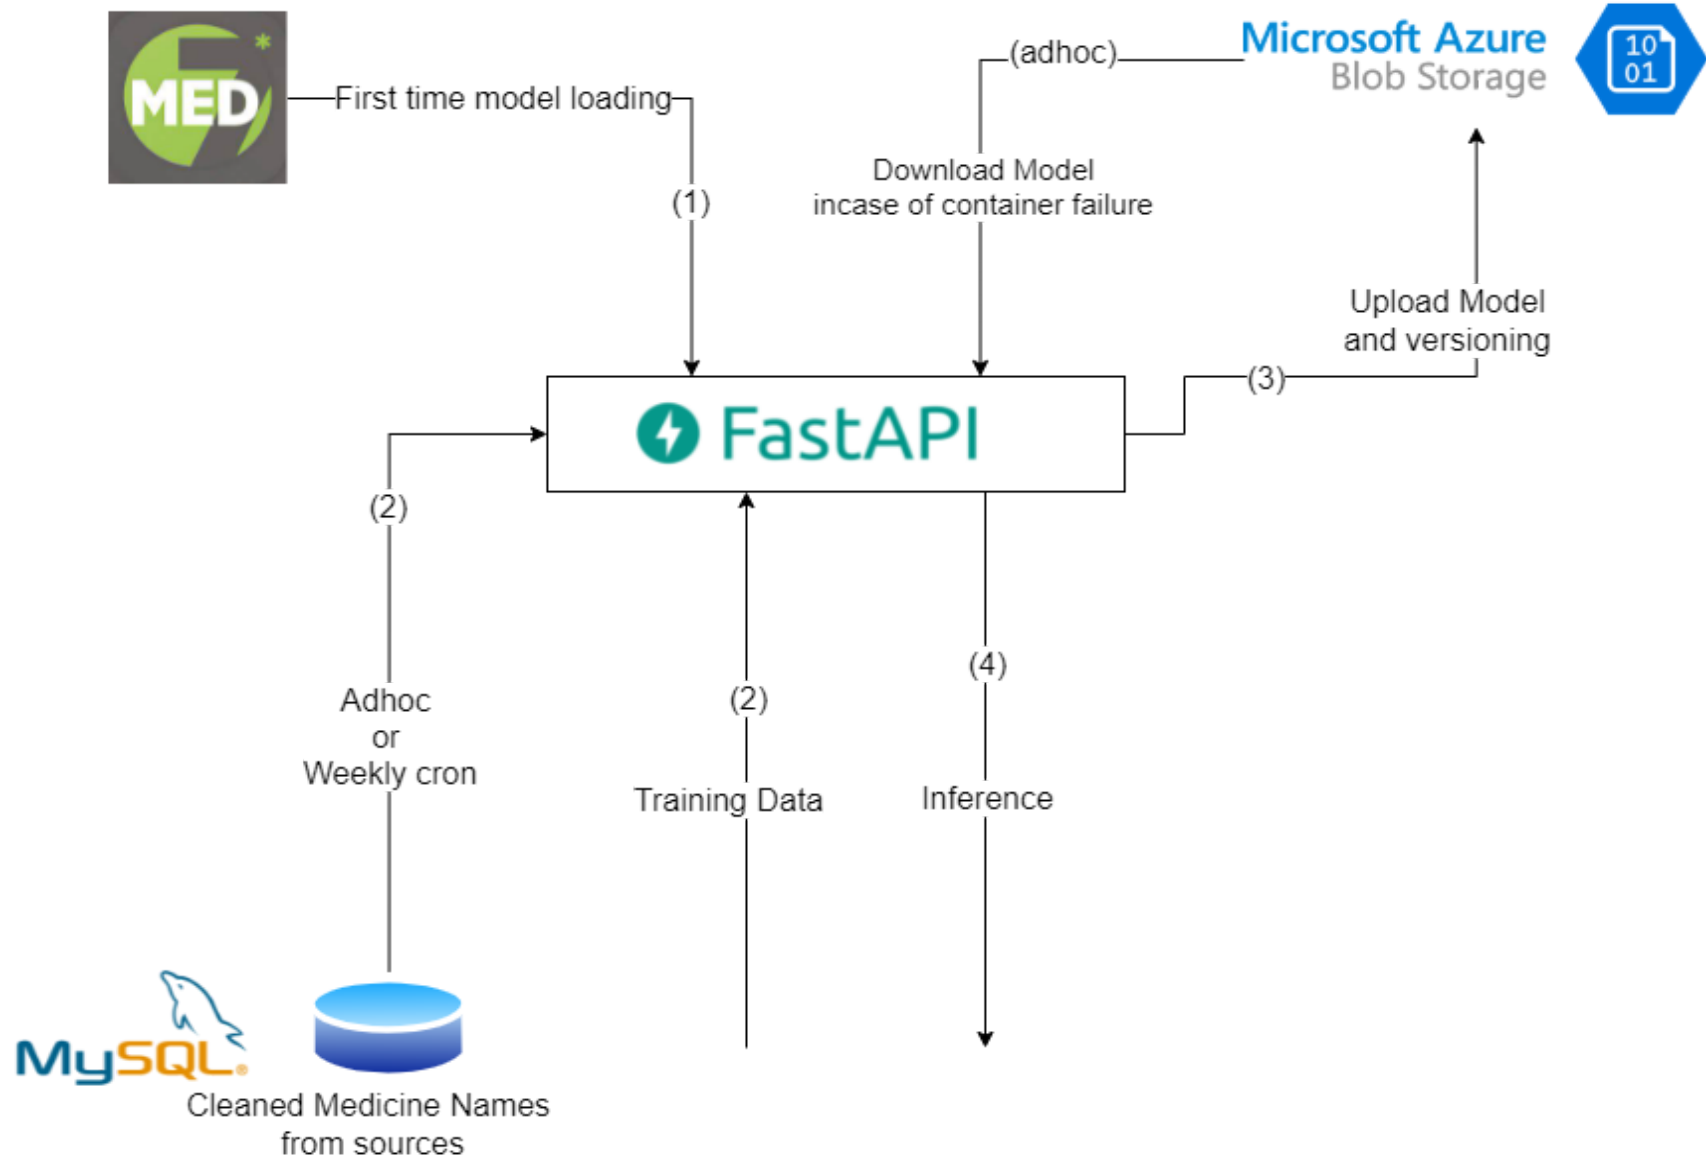 MED7
*
First time model loading
(1)
(adhoc)
Microsoft Azure
Blob Storage
10
01
Download Model
incase of container failure
Upload Model
and versioning
(3)
FastAPI
(2)
Adhoc
or
Weekly cron
(2)
Training Data
(4)
Inference
MySQL®
Cleaned Medicine Names
from sources